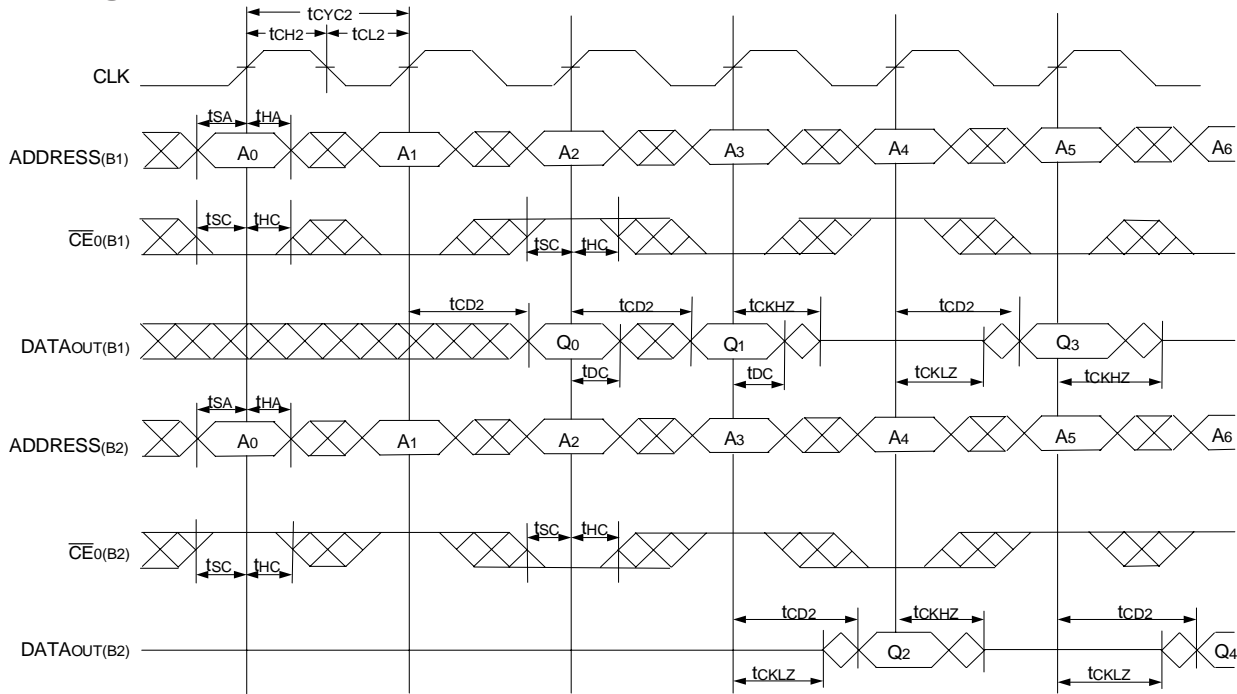 tCYC2
tCH2 tCL2
CLK
tSA tHA
ADDRESS(B1) A0 A1 A2 A3 A4 A5 A6
tSC tHC
CE0(B1) tSC tHC
tCD2 tCD2 tCKHZ tCD2
DATAOUT(B1) Q0 Q1 Q3
tDC tDC tCKLZ tCKHZ
tSA tHA
ADDRESS(B2) A0 A1 A2 A3 A4 A5 A6
tSC tHC
CE0(B2)
tSC tHC
tCD2 tCKHZ tCD2
DATAOUT(B2) Q2 Q4
tCKLZ tCKLZ